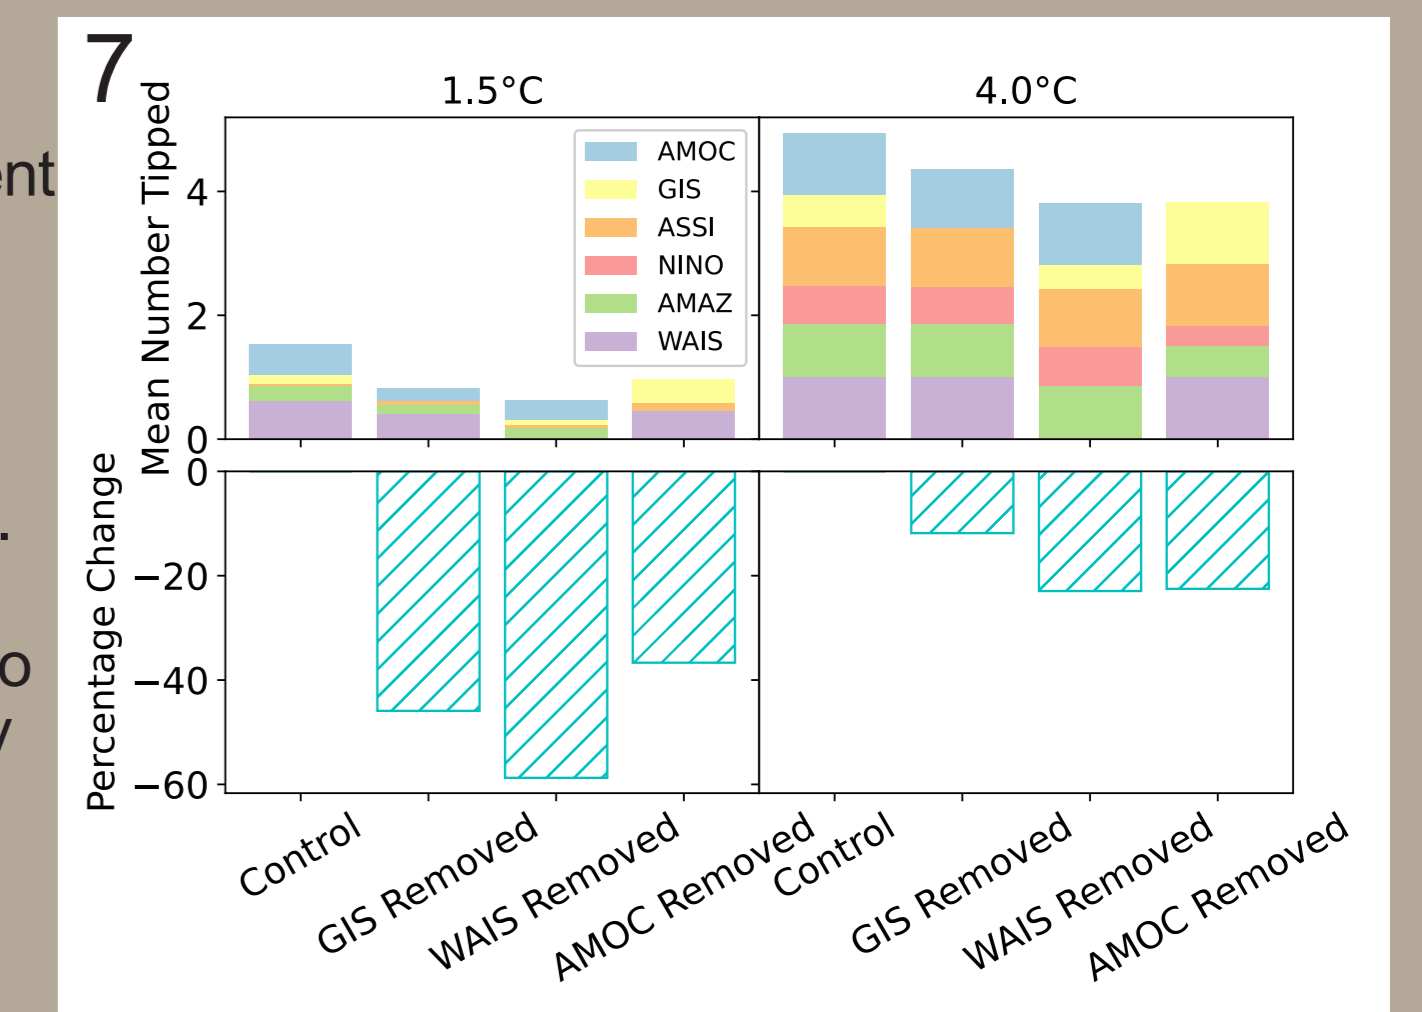 7
ent
.
o
y
1.5°C
4.0°C
Mean Number Tipped
4
2
0
AMOC
GIS
ASSI
NINO
AMAZ
WAIS
Percentage Change
0
−20
−40
−60
Control
GIS Removed
WAIS Removed
AMOC Removed
Control
GIS Removed
WAIS Removed
AMOC Removed